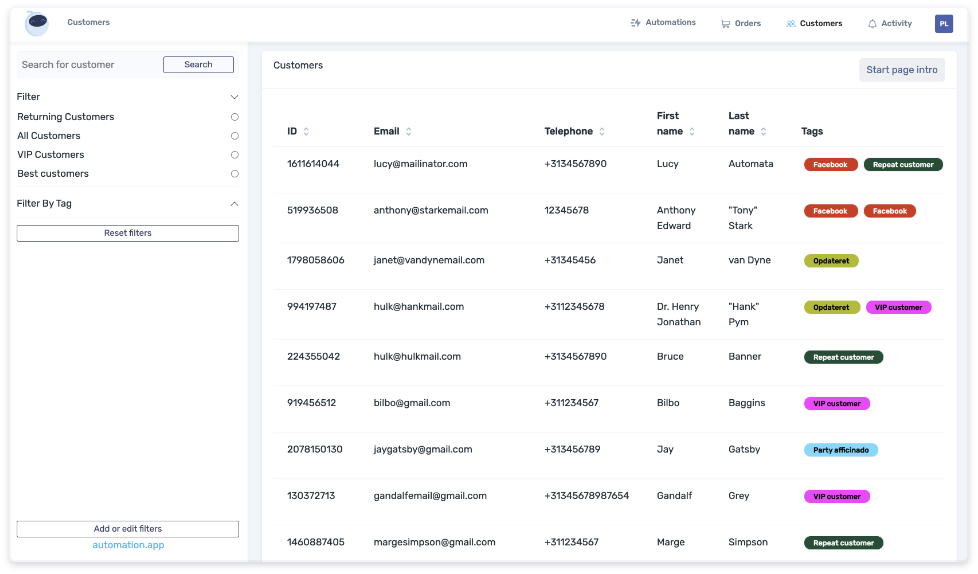 Customers
Automations
Orders
Customers
Activity
PL
Search for customer
Search
Filter
Returning Customers
All Customers
VIP Customers
Best customers
Filter By Tag
Reset filters
Add or edit filters
automation.app
Customers
Start page intro
ID Email Telephone First name Last name Tags
1611614044 lucy@mailinator.com +3134567890 Lucy Automata Facebook Repeat customer
519936508 anthony@starkemail.com 12345678 Anthony Edward "Tony" Stark Facebook Facebook
1798058606 janet@vandynemail.com +31345456 Janet van Dyne Opdateret
994197487 hulk@hankmail.com +3112345678 Dr. Henry Jonathan "Hank" Pym Opdateret VIP customer
224355042 hulk@hulkmail.com +3134567890 Bruce Banner Repeat customer
919456512 bilbo@gmail.com +311234567 Bilbo Baggins VIP customer
2078150130 jaygatsby@gmail.com +313456789 Jay Gatsby Party afficinado
130372713 gandalfemail@gmail.com +31345678987654 Gandalf Grey VIP customer
1460887405 margesimpson@gmail.com +311234567 Marge Simpson Repeat customer